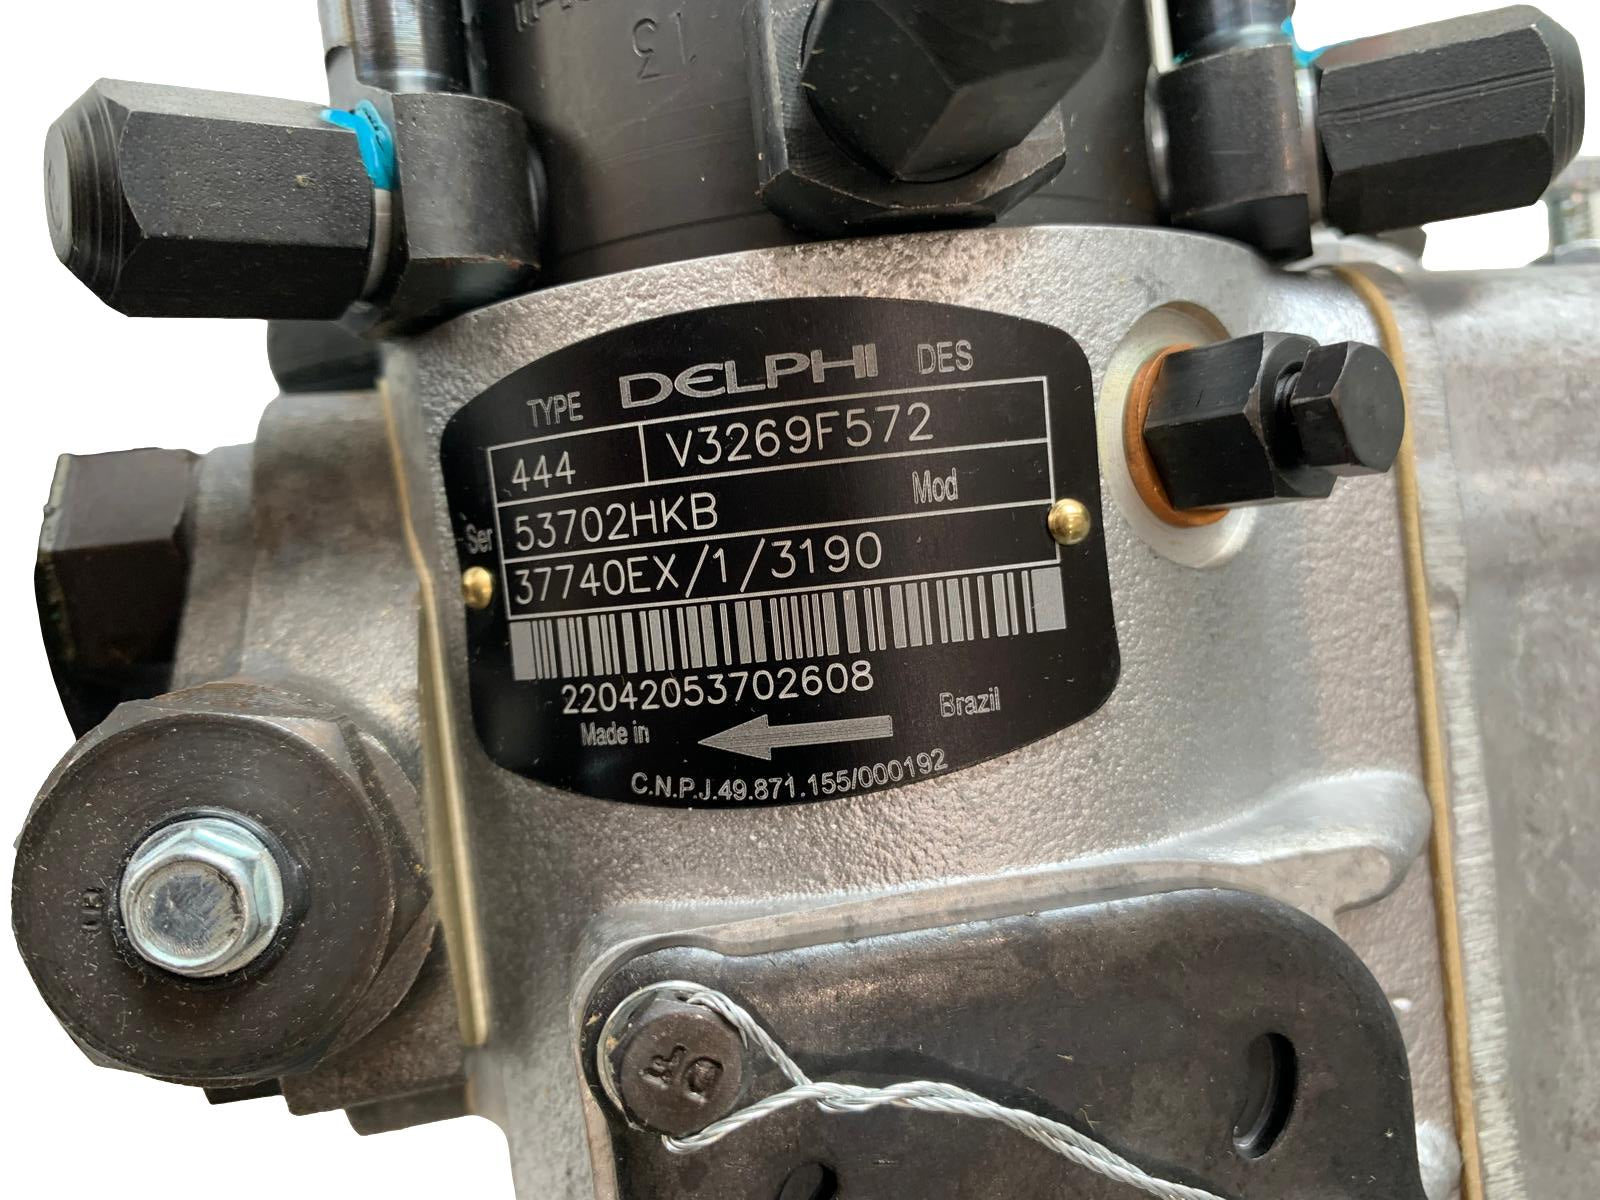 13
TYPE DELPHI DES
444 V3269F572
Ser 53702HKB Mod
37740EX/1/3190
22042053702608
Made in Brazil
C.N.P.J.49.871.155/000192